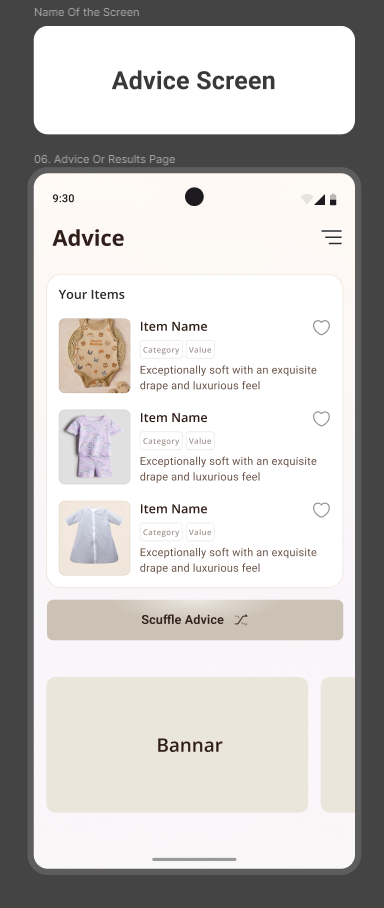 Name Of the Screen
Advice Screen
06. Advice Or Results Page
9:30
Advice
Your Items
Item Name
Category Value
Exceptionally soft with an exquisite
drape and luxurious feel
Item Name
Category Value
Exceptionally soft with an exquisite
drape and luxurious feel
Item Name
Category Value
Exceptionally soft with an exquisite
drape and luxurious feel
Scuffle Advice
Bannar